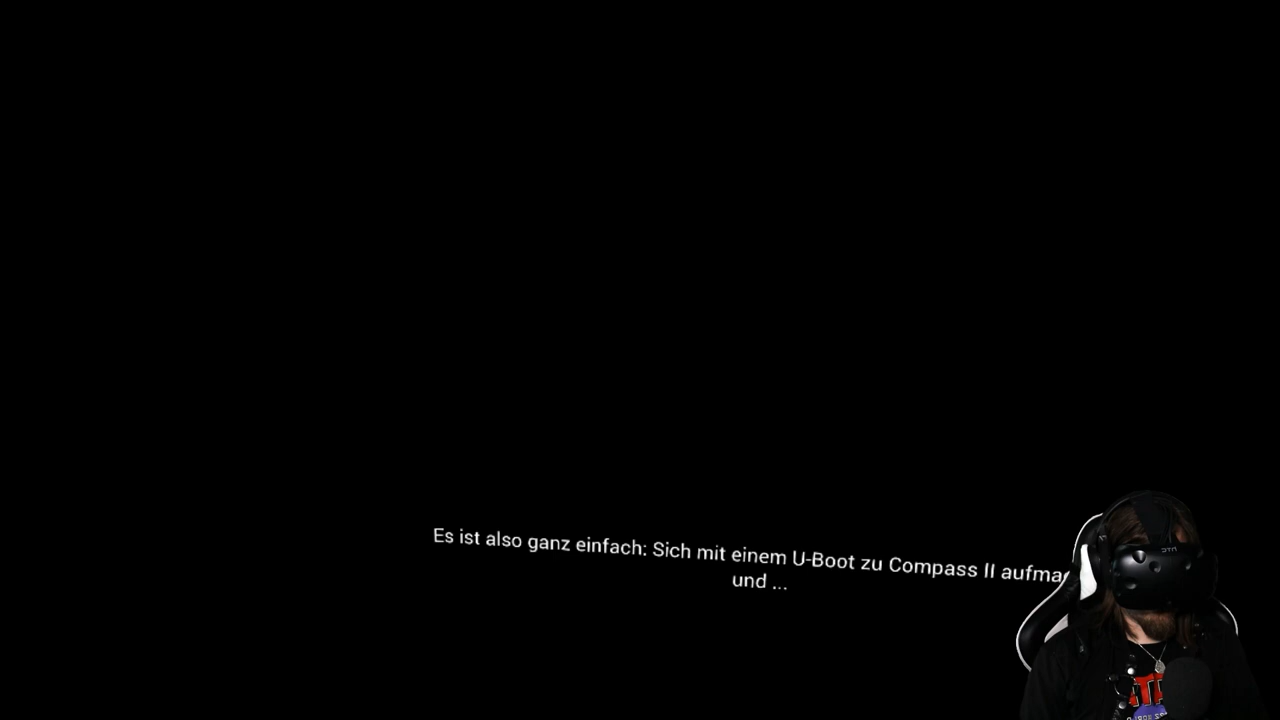 Es ist also ganz einfach: Sich mit einem U-Boot zu Compass II
und ...